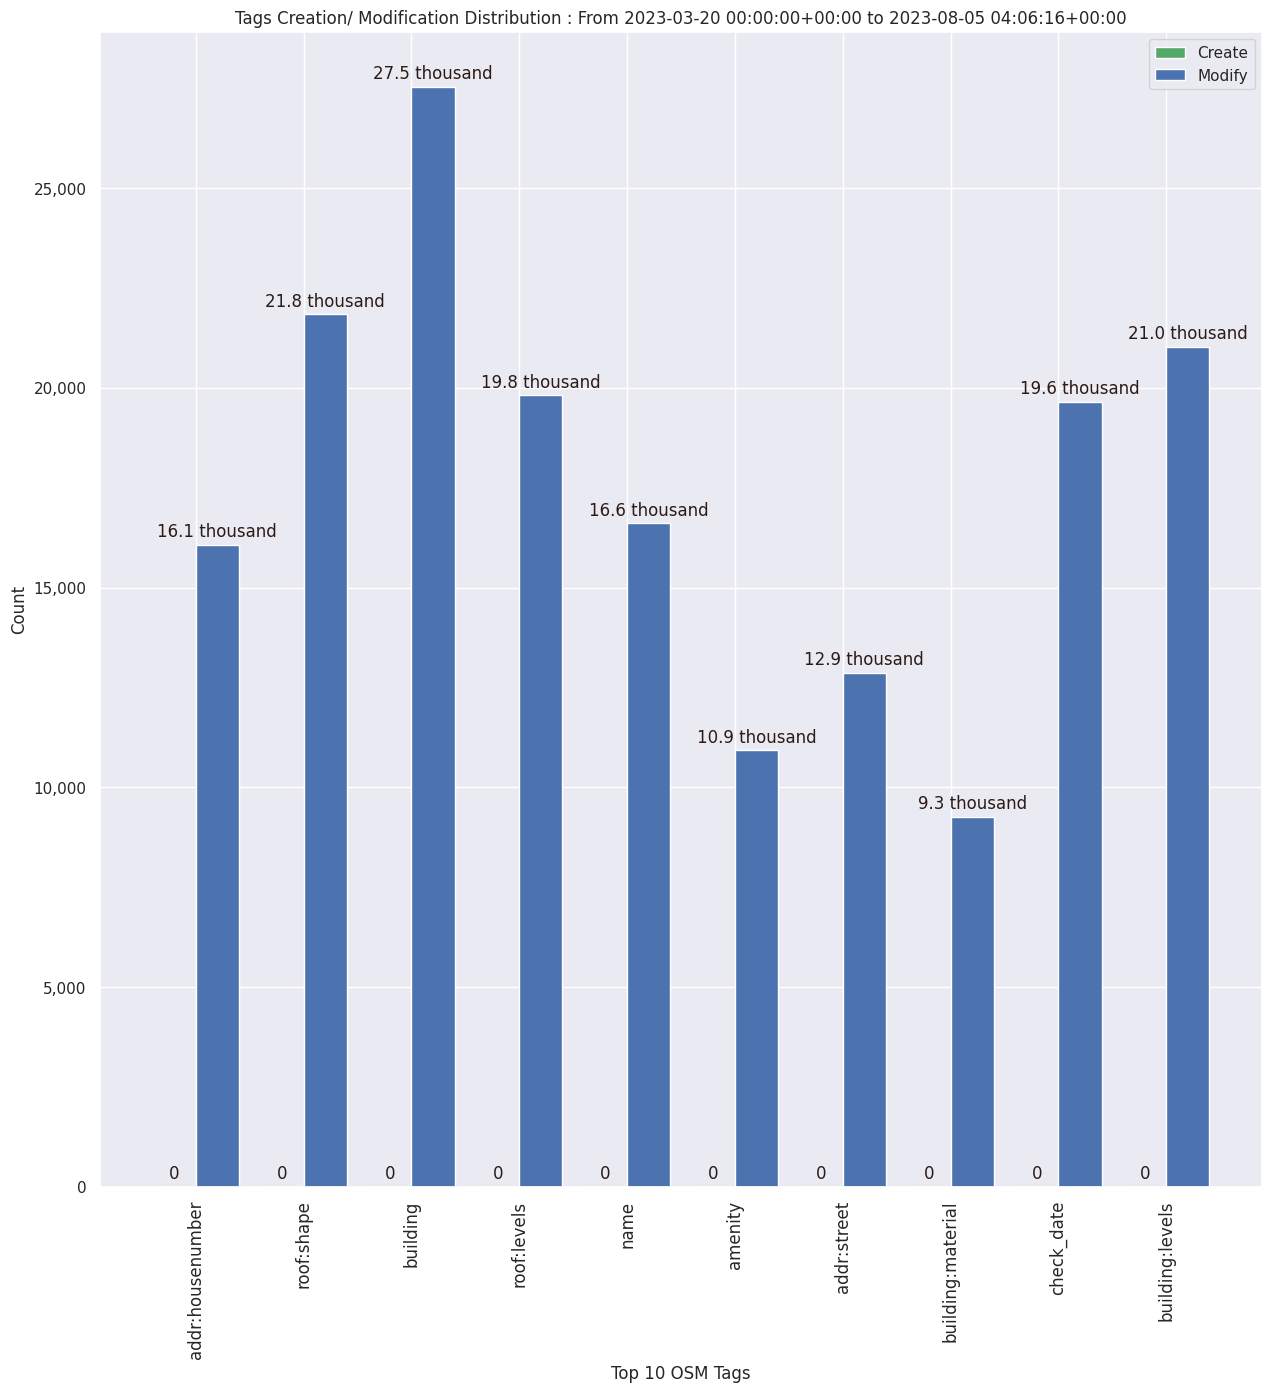 Tags Creation/ Modification Distribution : From 2023-03-20 00:00:00+00:00 to 2023-08-05 04:06:16+00:00
Create
Modify
27.5 thousand
25,000
21.8 thousand
21.0 thousand
20,000
19.8 thousand
19.6 thousand
16.6 thousand
16.1 thousand
15,000
Count
12.9 thousand
10.9 thousand
10,000
9.3 thousand
5,000
0 0 0 0 0 0 0 0 0 0
0
addr:housenumber
roof:shape
building
roof:levels
name
amenity
addr:street
building:material
check_date
building:levels
Top 10 OSM Tags